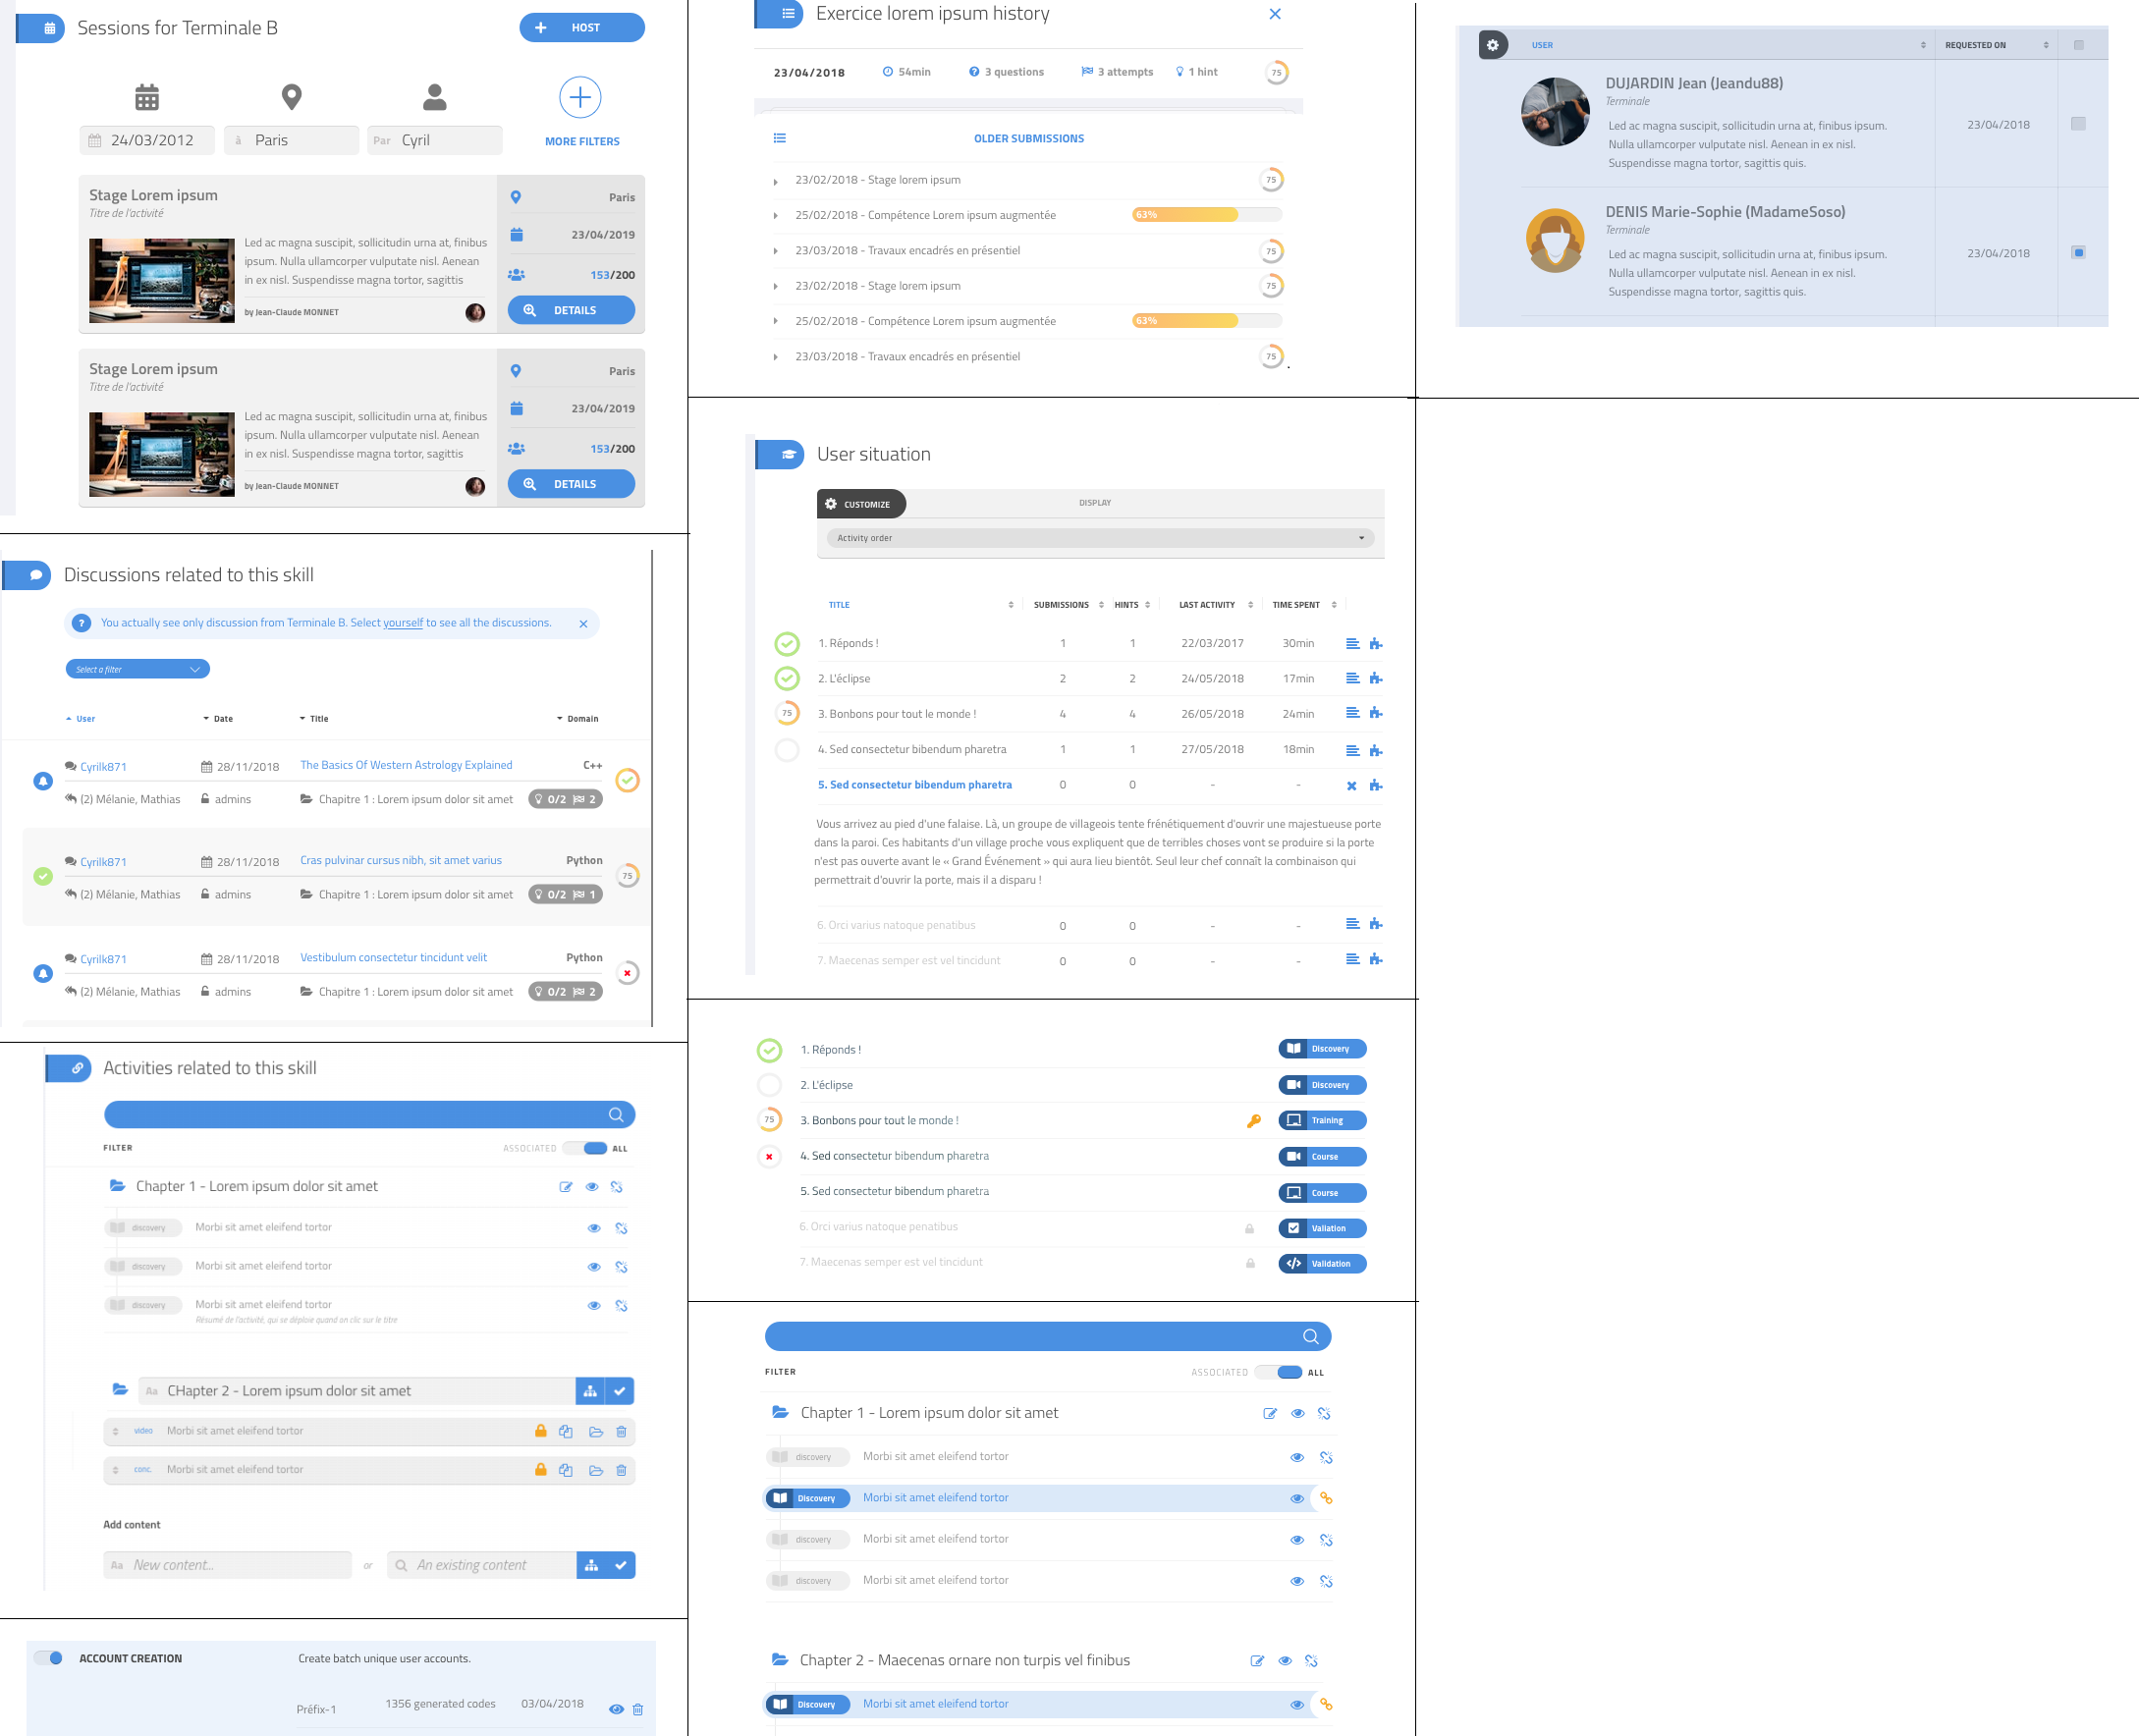 Sessions for Terminale B
HOST
24/03/2012
à Paris
Par Cyril
MORE FILTERS
Stage Lorem ipsum
Titre de l'activité
Led ac magna suscipit, sollicitudin urna at, finibus
ipsum. Nulla ullamcorper vulputate nisl. Aenean
in ex nisl. Suspendisse magna tortor, sagittis
by Jean-Claude MONNET
Paris
23/04/2019
153/200
DETAILS
Stage Lorem ipsum
Titre de l'activité
Led ac magna suscipit, sollicitudin urna at, finibus
ipsum. Nulla ullamcorper vulputate nisl. Aenean
in ex nisl. Suspendisse magna tortor, sagittis
by Jean-Claude MONNET
Paris
23/04/2019
153/200
DETAILS
Discussions related to this skill
? You actually see only discussion from Terminale B. Select yourself to see all the discussions.
Select a filter
User Date Title Domain
Cyrilk871 28/11/2018 The Basics Of Western Astrology Explained C++
(2) Mélanie, Mathias admins Chapitre 1 : Lorem ipsum dolor sit amet 0/2 2
Cyrilk871 28/11/2018 Cras pulvinar cursus nibh, sit amet varius Python
(2) Mélanie, Mathias admins Chapitre 1 : Lorem ipsum dolor sit amet 0/2 1
75
Cyrilk871 28/11/2018 Vestibulum consectetur tincidunt velit Python
(2) Mélanie, Mathias admins Chapitre 1 : Lorem ipsum dolor sit amet 0/2 2
Activities related to this skill
FILTER ASSOCIATED ALL
Chapter 1 - Lorem ipsum dolor sit amet
discovery Morbi sit amet eleifend tortor
discovery Morbi sit amet eleifend tortor
discovery Morbi sit amet eleifend tortor
Résumé de l'activité, qui se déploie quand on clic sur le titre
Aa CHapter 2 - Lorem ipsum dolor sit amet
video Morbi sit amet eleifend tortor
conc. Morbi sit amet eleifend tortor
Add content
Aa New content... or An existing content
ACCOUNT CREATION Create batch unique user accounts.
Préfix-1 1356 generated codes 03/04/2018
Exercice lorem ipsum history
23/04/2018 54min 3 questions 3 attempts 1 hint 75
OLDER SUBMISSIONS
23/02/2018 - Stage lorem ipsum 75
25/02/2018 - Compétence Lorem ipsum augmentée 63%
23/03/2018 - Travaux encadrés en présentiel 75
23/02/2018 - Stage lorem ipsum 75
25/02/2018 - Compétence Lorem ipsum augmentée 63%
23/03/2018 - Travaux encadrés en présentiel 75 .
User situation
CUSTOMIZE DISPLAY
Activity order
TITLE SUBMISSIONS HINTS LAST ACTIVITY TIME SPENT
1. Réponds ! 1 1 22/03/2017 30min
2. L'éclipse 2 2 24/05/2018 17min
75 3. Bonbons pour tout le monde ! 4 4 26/05/2018 24min
4. Sed consectetur bibendum pharetra 1 1 27/05/2018 18min
5. Sed consectetur bibendum pharetra 0 0 - -
Vous arrivez au pied d'une falaise. Là, un groupe de villageois tente frénétiquement d'ouvrir une majestueuse porte
dans la paroi. Ces habitants d'un village proche vous expliquent que de terribles choses vont se produire si la porte
n'est pas ouverte avant le « Grand Événement » qui aura lieu bientôt. Seul leur chef connaît la combinaison qui
permettrait d'ouvrir la porte, mais il a disparu !
6. Orci varius natoque penatibus 0 0 - -
7. Maecenas semper est vel tincidunt 0 0 - -
1. Réponds ! Discovery
2. L'éclipse Discovery
75 3. Bonbons pour tout le monde ! Training
4. Sed consectetur bibendum pharetra Course
5. Sed consectetur bibendum pharetra Course
6. Orci varius natoque penatibus Valiation
7. Maecenas semper est vel tincidunt Validation
FILTER ASSOCIATED ALL
Chapter 1 - Lorem ipsum dolor sit amet
discovery Morbi sit amet eleifend tortor
Discovery Morbi sit amet eleifend tortor
discovery Morbi sit amet eleifend tortor
discovery Morbi sit amet eleifend tortor
Chapter 2 - Maecenas ornare non turpis vel finibus
Discovery Morbi sit amet eleifend tortor
USER REQUESTED ON
DUJARDIN Jean (Jeandu88)
Terminale
Led ac magna suscipit, sollicitudin urna at, finibus ipsum.
Nulla ullamcorper vulputate nisl. Aenean in ex nisl.
Suspendisse magna tortor, sagittis quis.
23/04/2018
DENIS Marie-Sophie (MadameSoso)
Terminale
Led ac magna suscipit, sollicitudin urna at, finibus ipsum.
Nulla ullamcorper vulputate nisl. Aenean in ex nisl.
Suspendisse magna tortor, sagittis quis.
23/04/2018